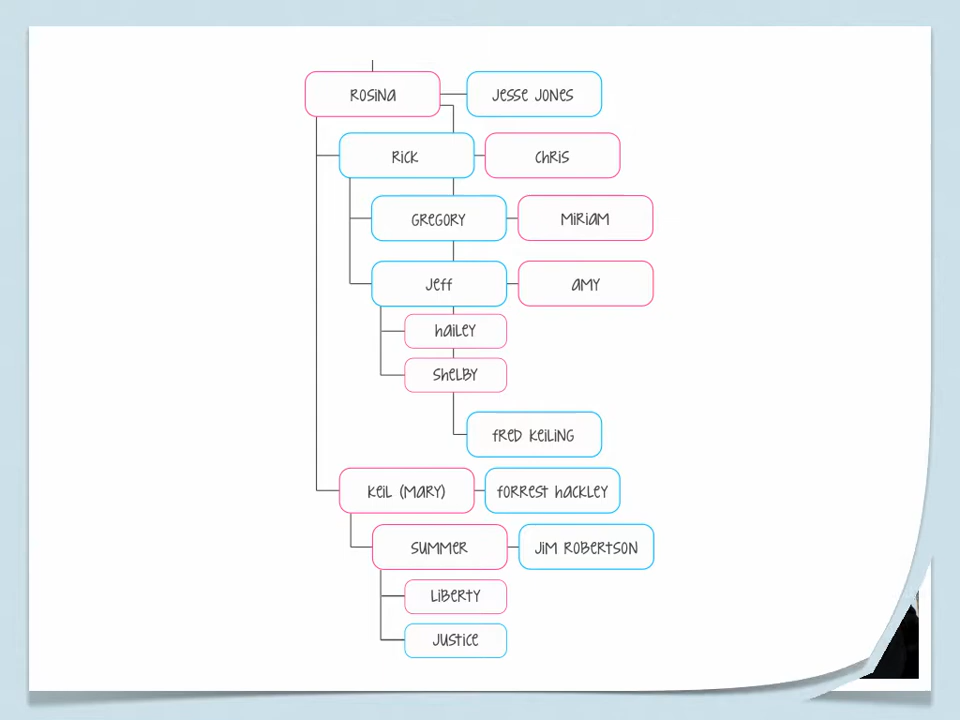 ROSINA
JESSE JONES
RICK
CHRIS
GREGORY
MIRIAM
JEFF
AMY
HAILEY
SHELBY
FRED KEILING
KEIL (MARY)
FORREST HACKLEY
SUMMER
JIM ROBERTSON
LIBERTY
JUSTICE